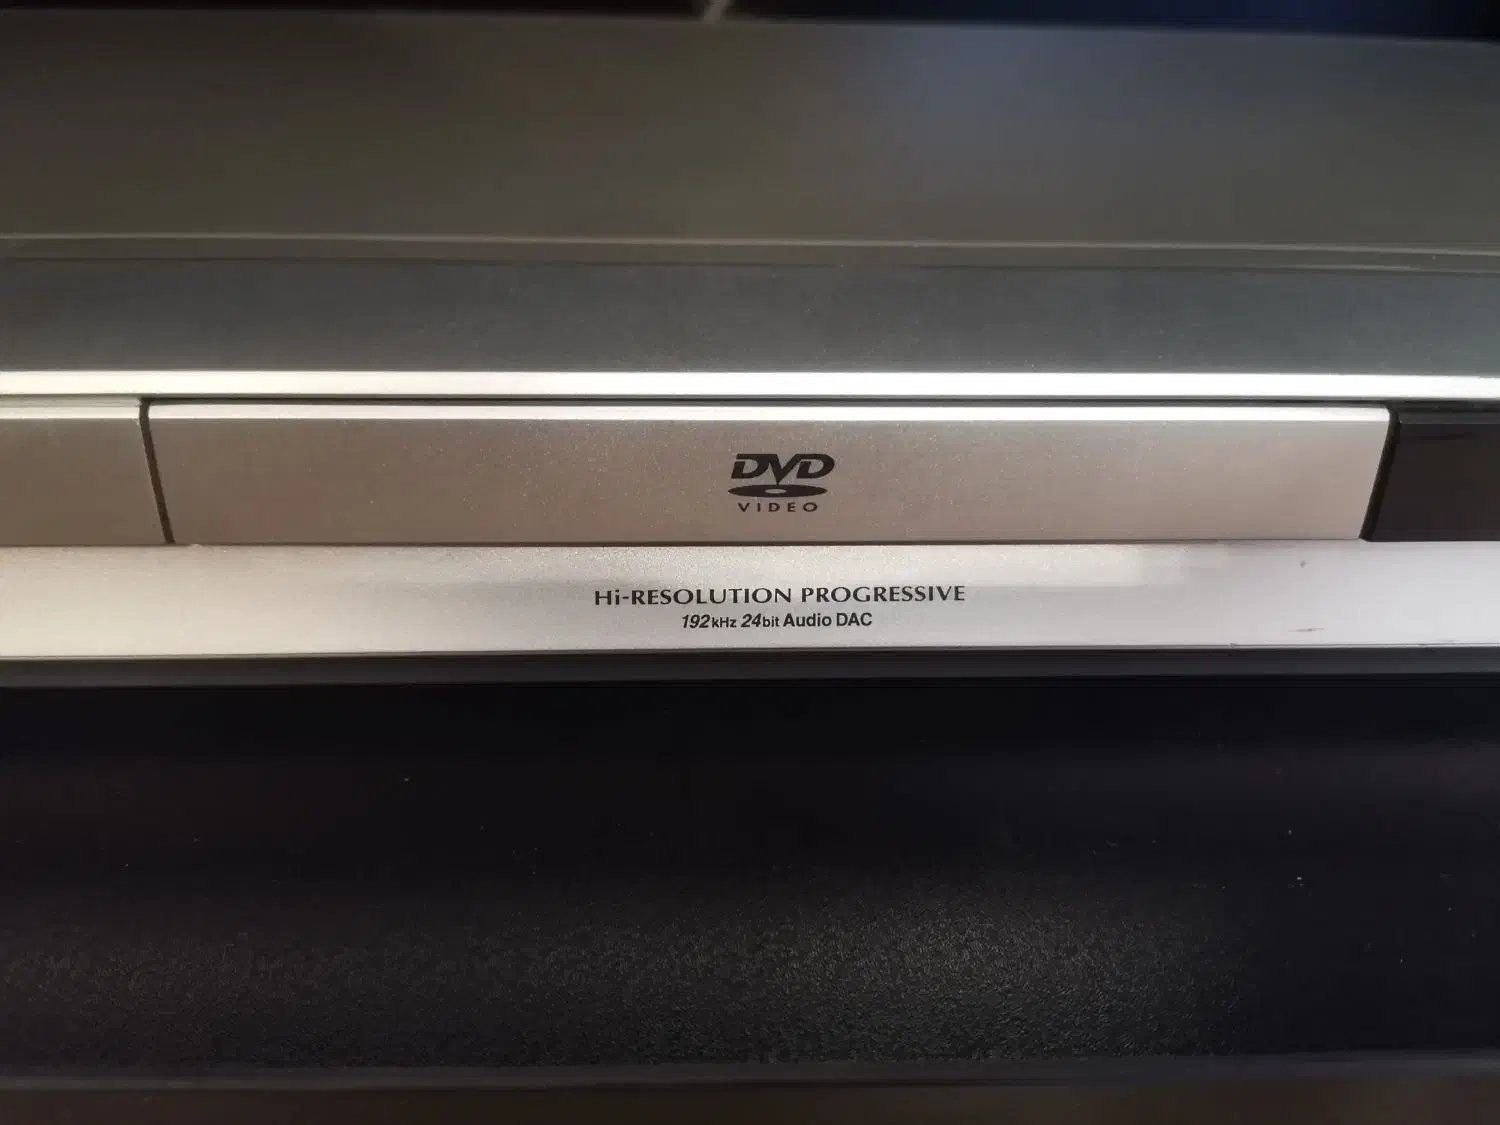 DVD
VIDEO
Hi-RESOLUTION PROGRESSIVE
192kHz 24bit Audio DAC